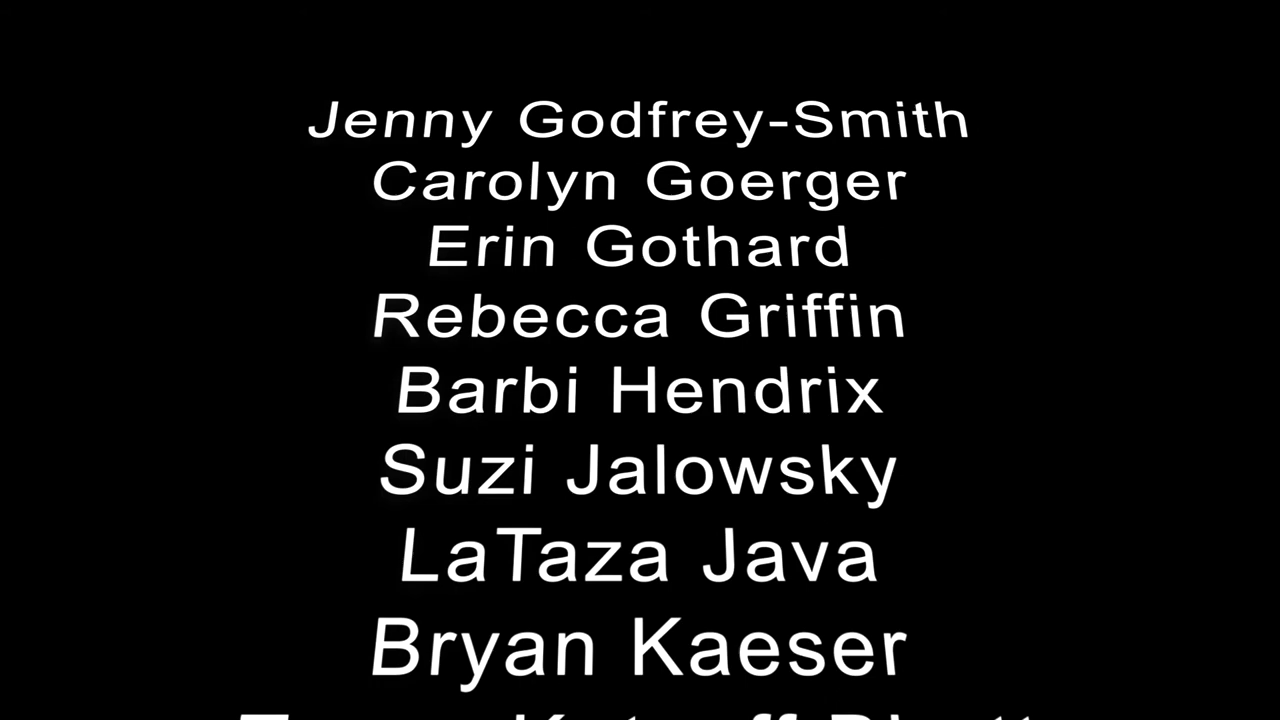 Jenny Godfrey-Smith
Carolyn Goerger
Erin Gothard
Rebecca Griffin
Barbi Hendrix
Suzi Jalowsky
LaTaza Java
Bryan Kaeser